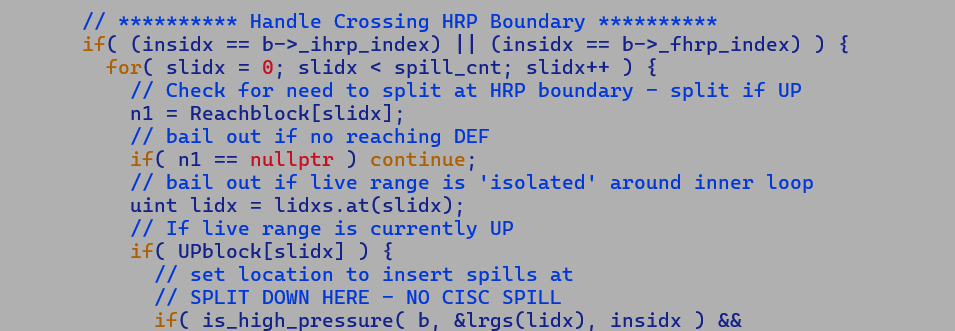 // ********** Handle Crossing HRP Boundary **********
if( (insidx == b->_ihrp_index) || (insidx == b->_fhrp_index) ) {
for( slidx = 0; slidx < spill_cnt; slidx++ ) {
// Check for need to split at HRP boundary - split if UP
n1 = Reachblock[slidx];
// bail out if no reaching DEF
if( n1 == nullptr ) continue;
// bail out if live range is 'isolated' around inner loop
uint lidx = lidxs.at(slidx);
// If live range is currently UP
if( UPblock[slidx] ) {
// set location to insert spills at
// SPLIT DOWN HERE - NO CISC SPILL
if( is_high_pressure( b, &lrgs(lidx), insidx ) &&